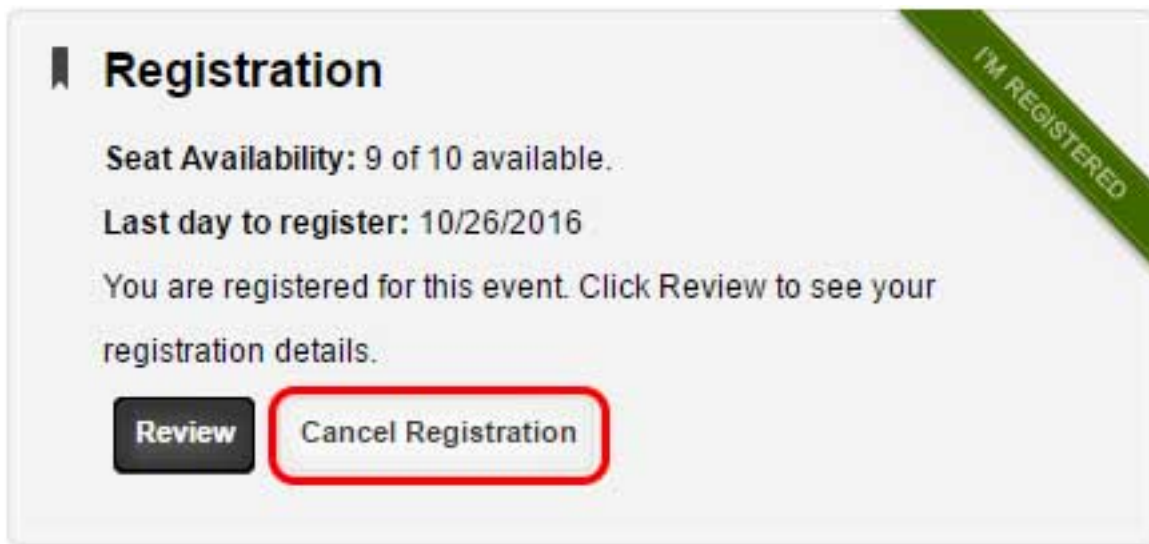 Registration
I'M REGISTERED
Seat Availability: 9 of 10 available.
Last day to register: 10/26/2016
You are registered for this event. Click Review to see your
registration details.
Review Cancel Registration